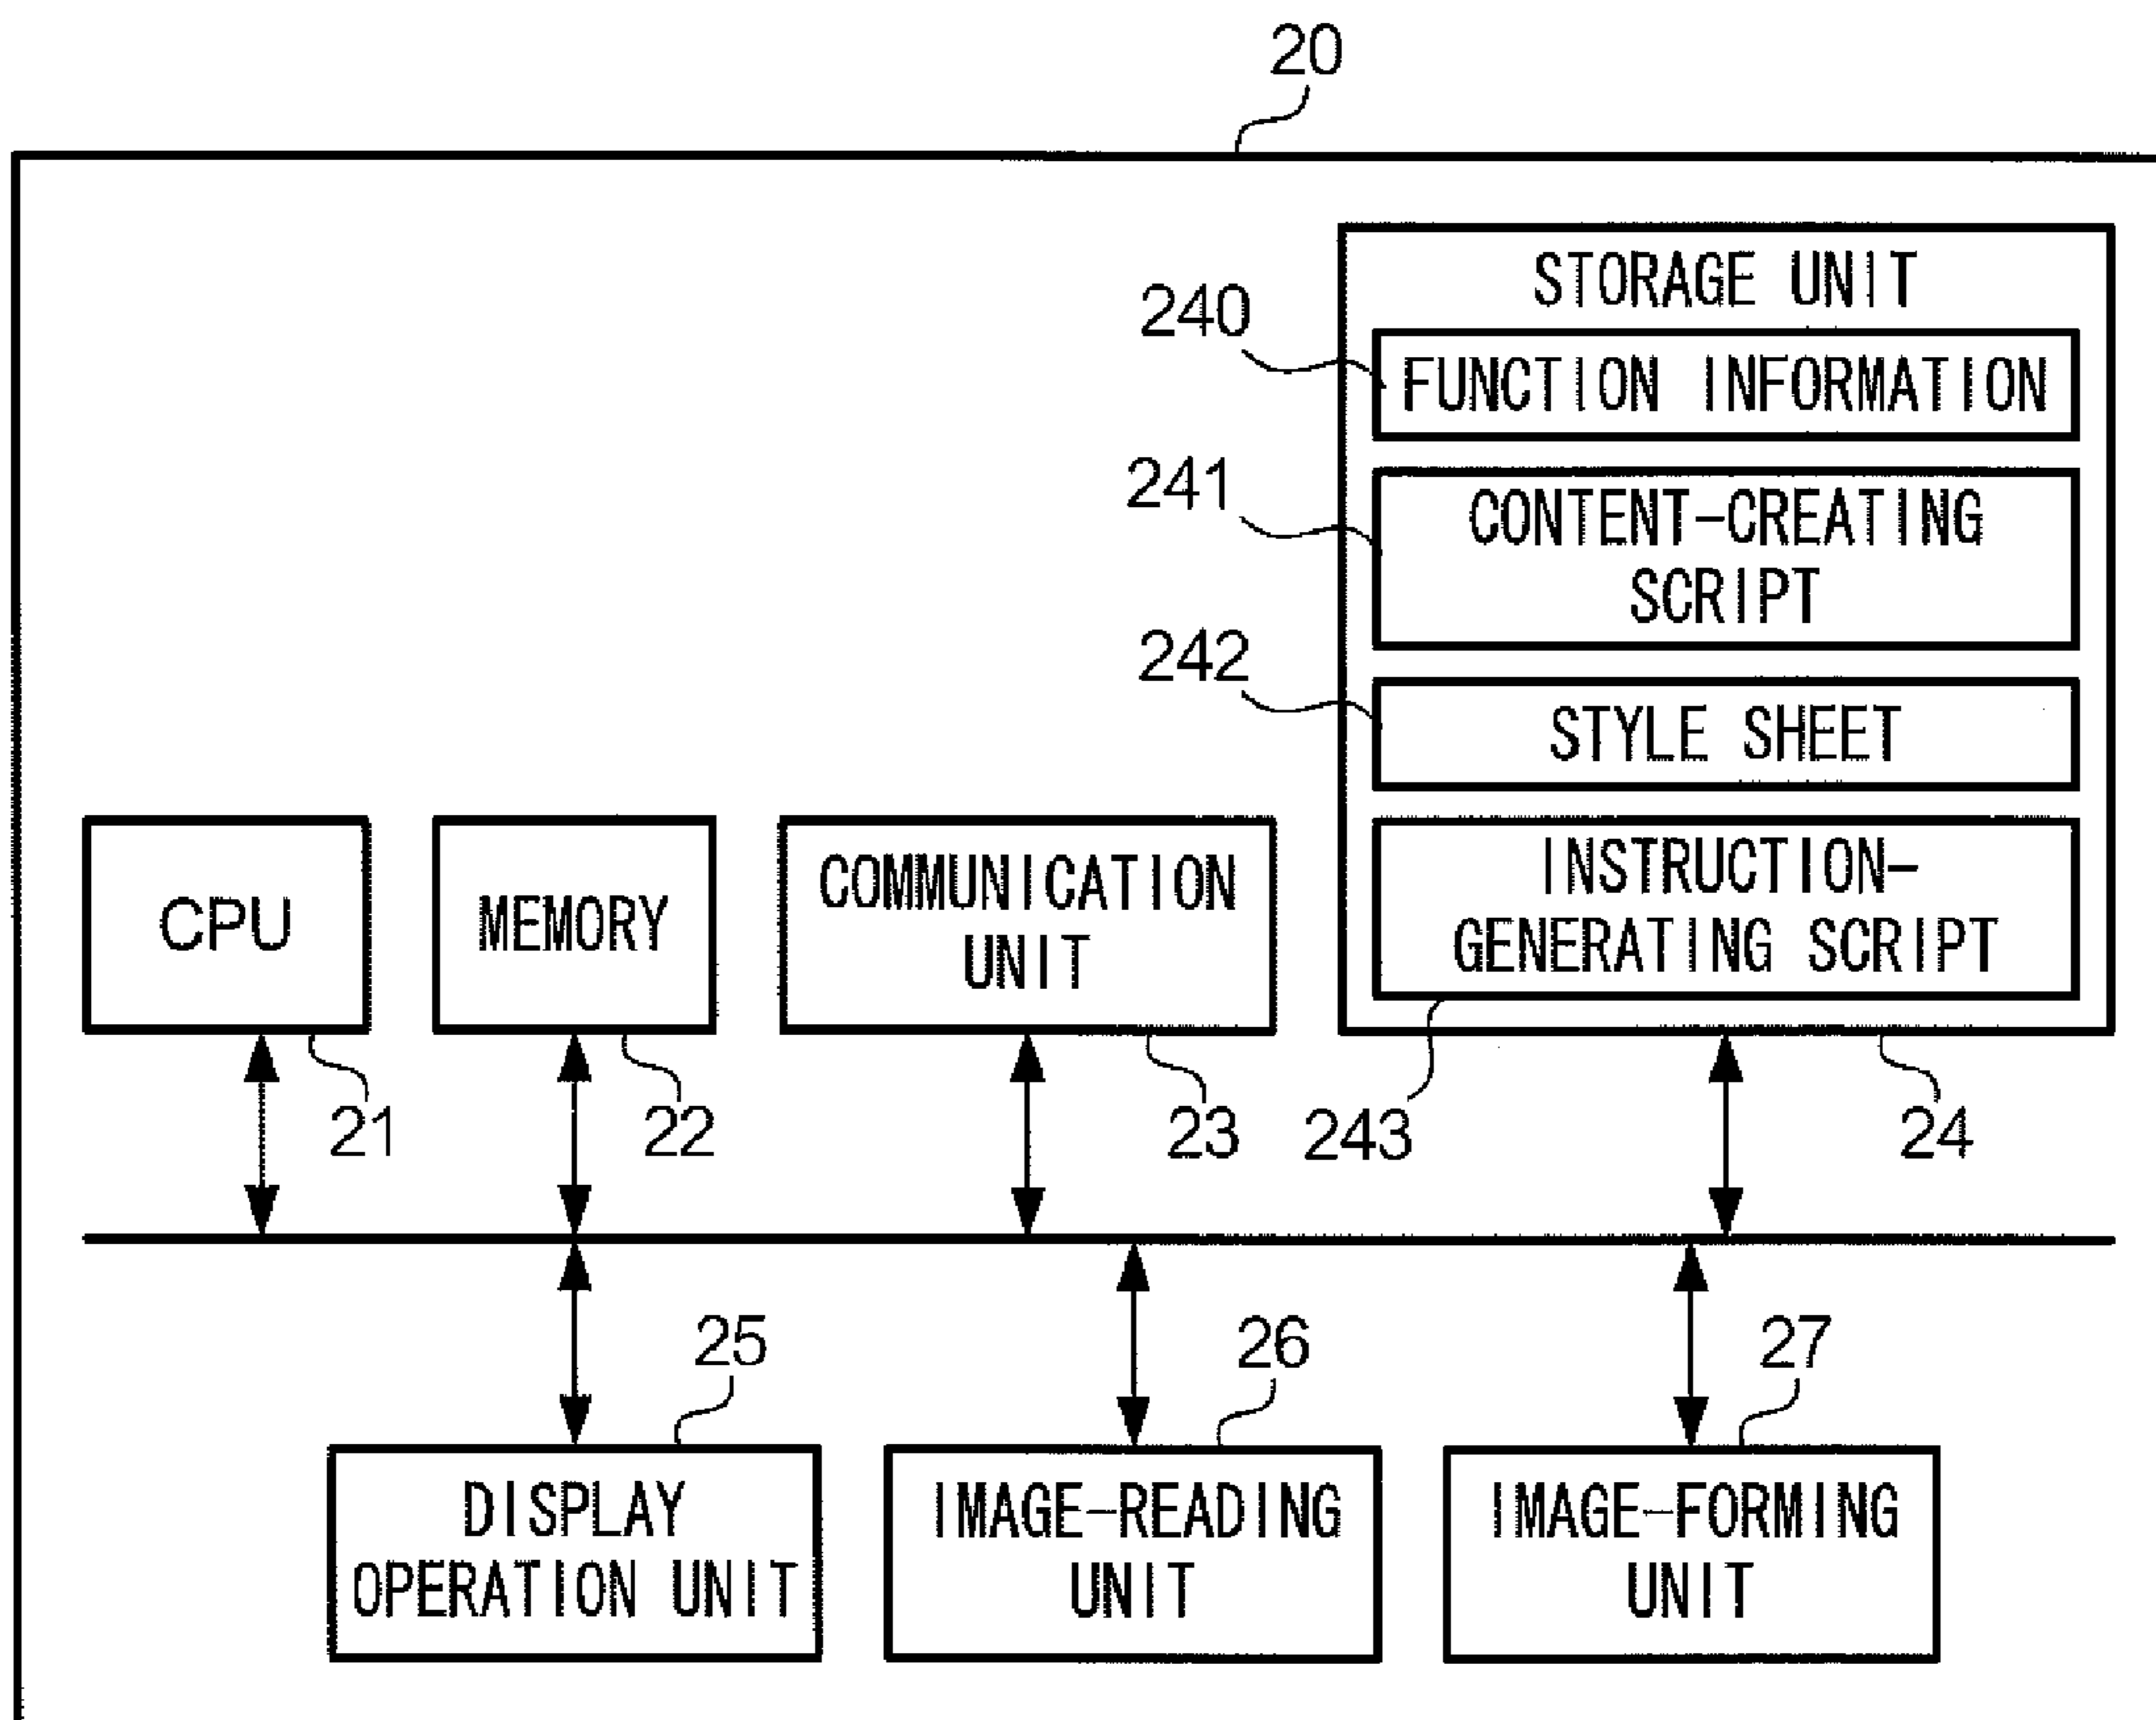 20
STORAGE UNIT
240
FUNCTION INFORMATION
241
CONTENT-CREATING
SCRIPT
242
STYLE SHEET
CPU
MEMORY
COMMUNICATION
UNIT
INSTRUCTION-
GENERATING SCRIPT
21
22
23
243
24
25
26
27
DISPLAY
OPERATION UNIT
IMAGE-READING
UNIT
IMAGE-FORMING
UNIT